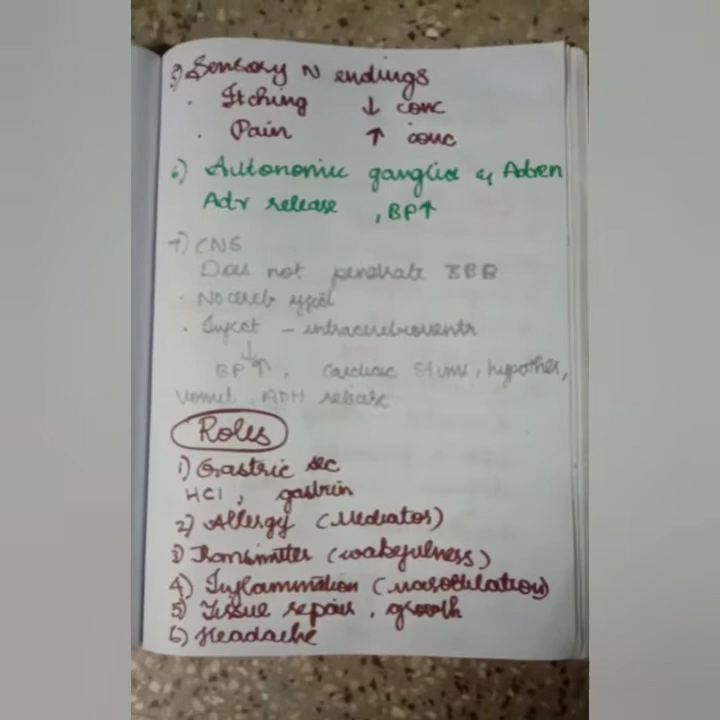 5) Sensory N endings
. Itching ↓ conc
. Pain ↑ conc
6) Autonomic ganglia & Adren
Adr release , BP↑
7) CNS
Does not penetrate BBB
. No cereb effect
. Inject - intracerebroventr
↓
BP↑, cardiac stimu, hypother,
vomit, ADH release
Roles
1) Gastric sec
HCl, gastrin
2) Allergy (Mediator)
3) Transmitter (wakefulness)
4) Inflammation (vasodilation)
5) Tissue repair, growth
6) Headache